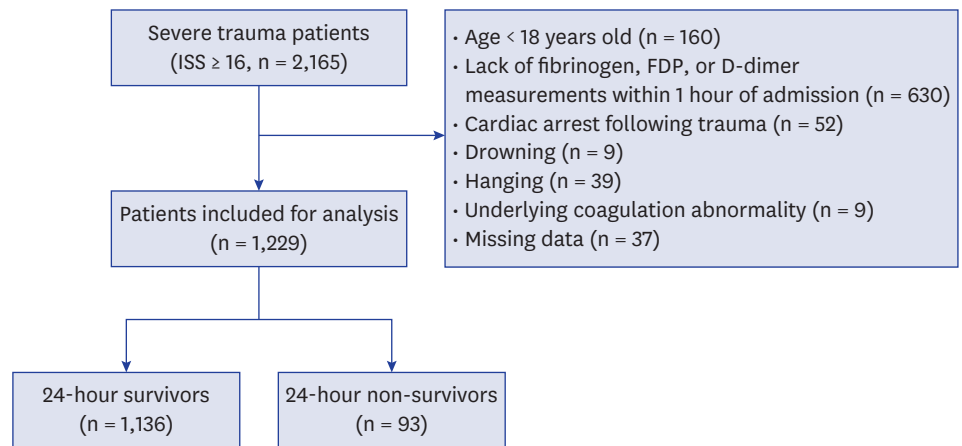 Severe trauma patients
(ISS ≥ 16, n = 2,165)
· Age < 18 years old (n = 160)
· Lack of fibrinogen, FDP, or D-dimer
measurements within 1 hour of admission (n = 630)
· Cardiac arrest following trauma (n = 52)
· Drowning (n = 9)
· Hanging (n = 39)
· Underlying coagulation abnormality (n = 9)
· Missing data (n = 37)
Patients included for analysis
(n = 1,229)
24-hour survivors
(n = 1,136)
24-hour non-survivors
(n = 93)